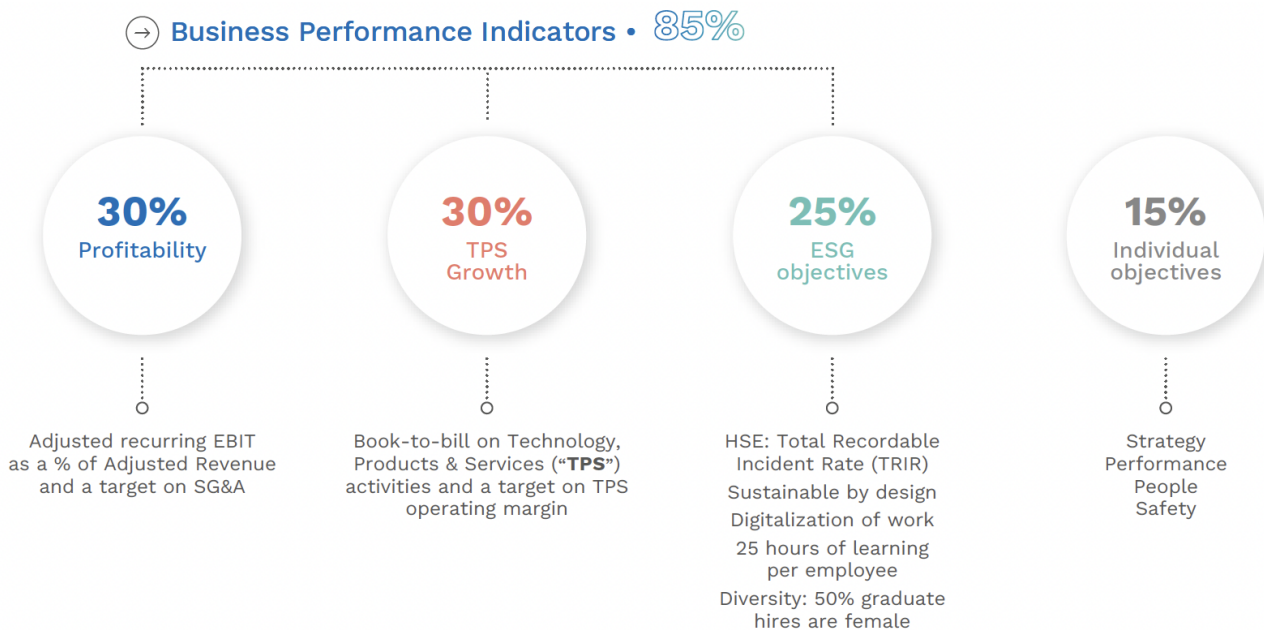 Business Performance Indicators • 85%
30%
Profitability
Adjusted recurring EBIT
as a % of Adjusted Revenue
and a target on SG&A
30%
TPS
Growth
Book-to-bill on Technology,
Products & Services (“TPS”)
activities and a target on TPS
operating margin
25%
ESG
objectives
HSE: Total Recordable
Incident Rate (TRIR)
Sustainable by design
Digitalization of work
25 hours of learning
per employee
Diversity: 50% graduate
hires are female
15%
Individual
objectives
Strategy
Performance
People
Safety